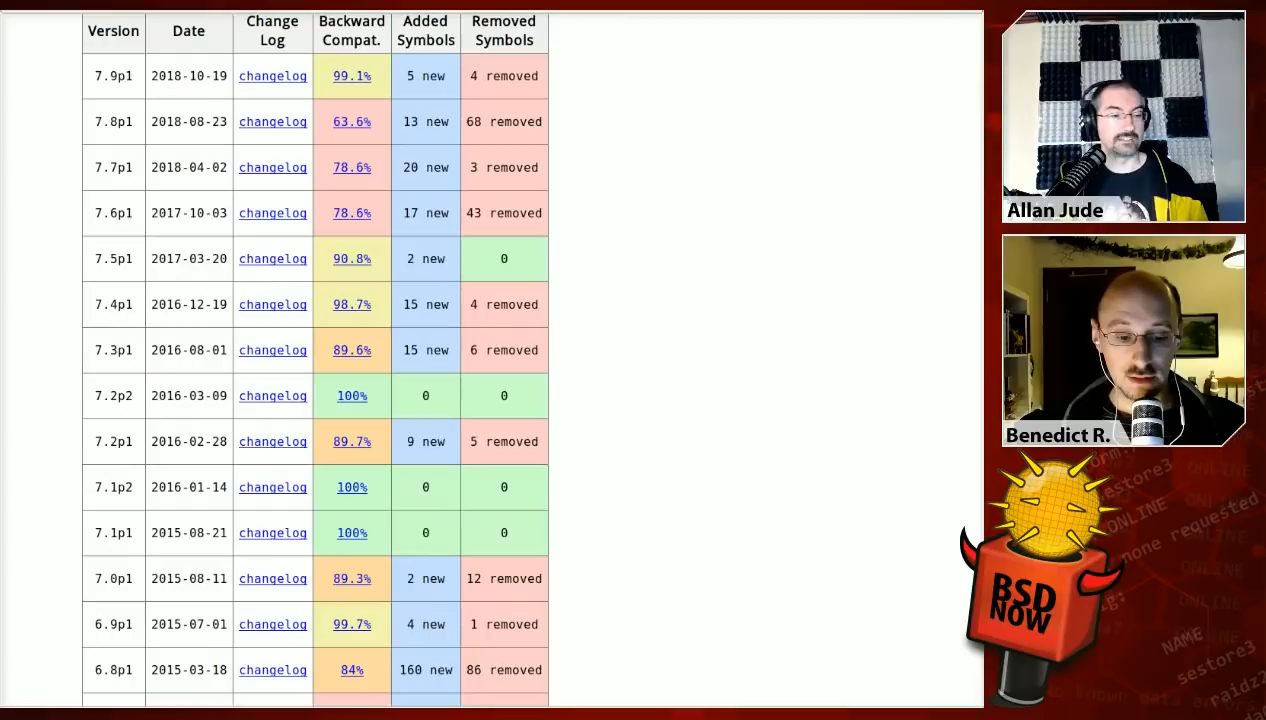 Version Date Change Log Backward Compat. Added Symbols Removed Symbols
7.9p1 2018-10-19 changelog 99.1% 5 new 4 removed
7.8p1 2018-08-23 changelog 63.6% 13 new 68 removed
7.7p1 2018-04-02 changelog 78.6% 20 new 3 removed
7.6p1 2017-10-03 changelog 78.6% 17 new 43 removed
7.5p1 2017-03-20 changelog 90.8% 2 new 0
7.4p1 2016-12-19 changelog 98.7% 15 new 4 removed
7.3p1 2016-08-01 changelog 89.6% 15 new 6 removed
7.2p2 2016-03-09 changelog 100% 0 0
7.2p1 2016-02-28 changelog 89.7% 9 new 5 removed
7.1p2 2016-01-14 changelog 100% 0 0
7.1p1 2015-08-21 changelog 100% 0 0
7.0p1 2015-08-11 changelog 89.3% 2 new 12 removed
6.9p1 2015-07-01 changelog 99.7% 4 new 1 removed
6.8p1 2015-03-18 changelog 84% 160 new 86 removed
Allan Jude
Benedict R.
BSD
NOW
ONLINE
sestore3
ONLINE
none requested
NAME
sestore3
raidz2